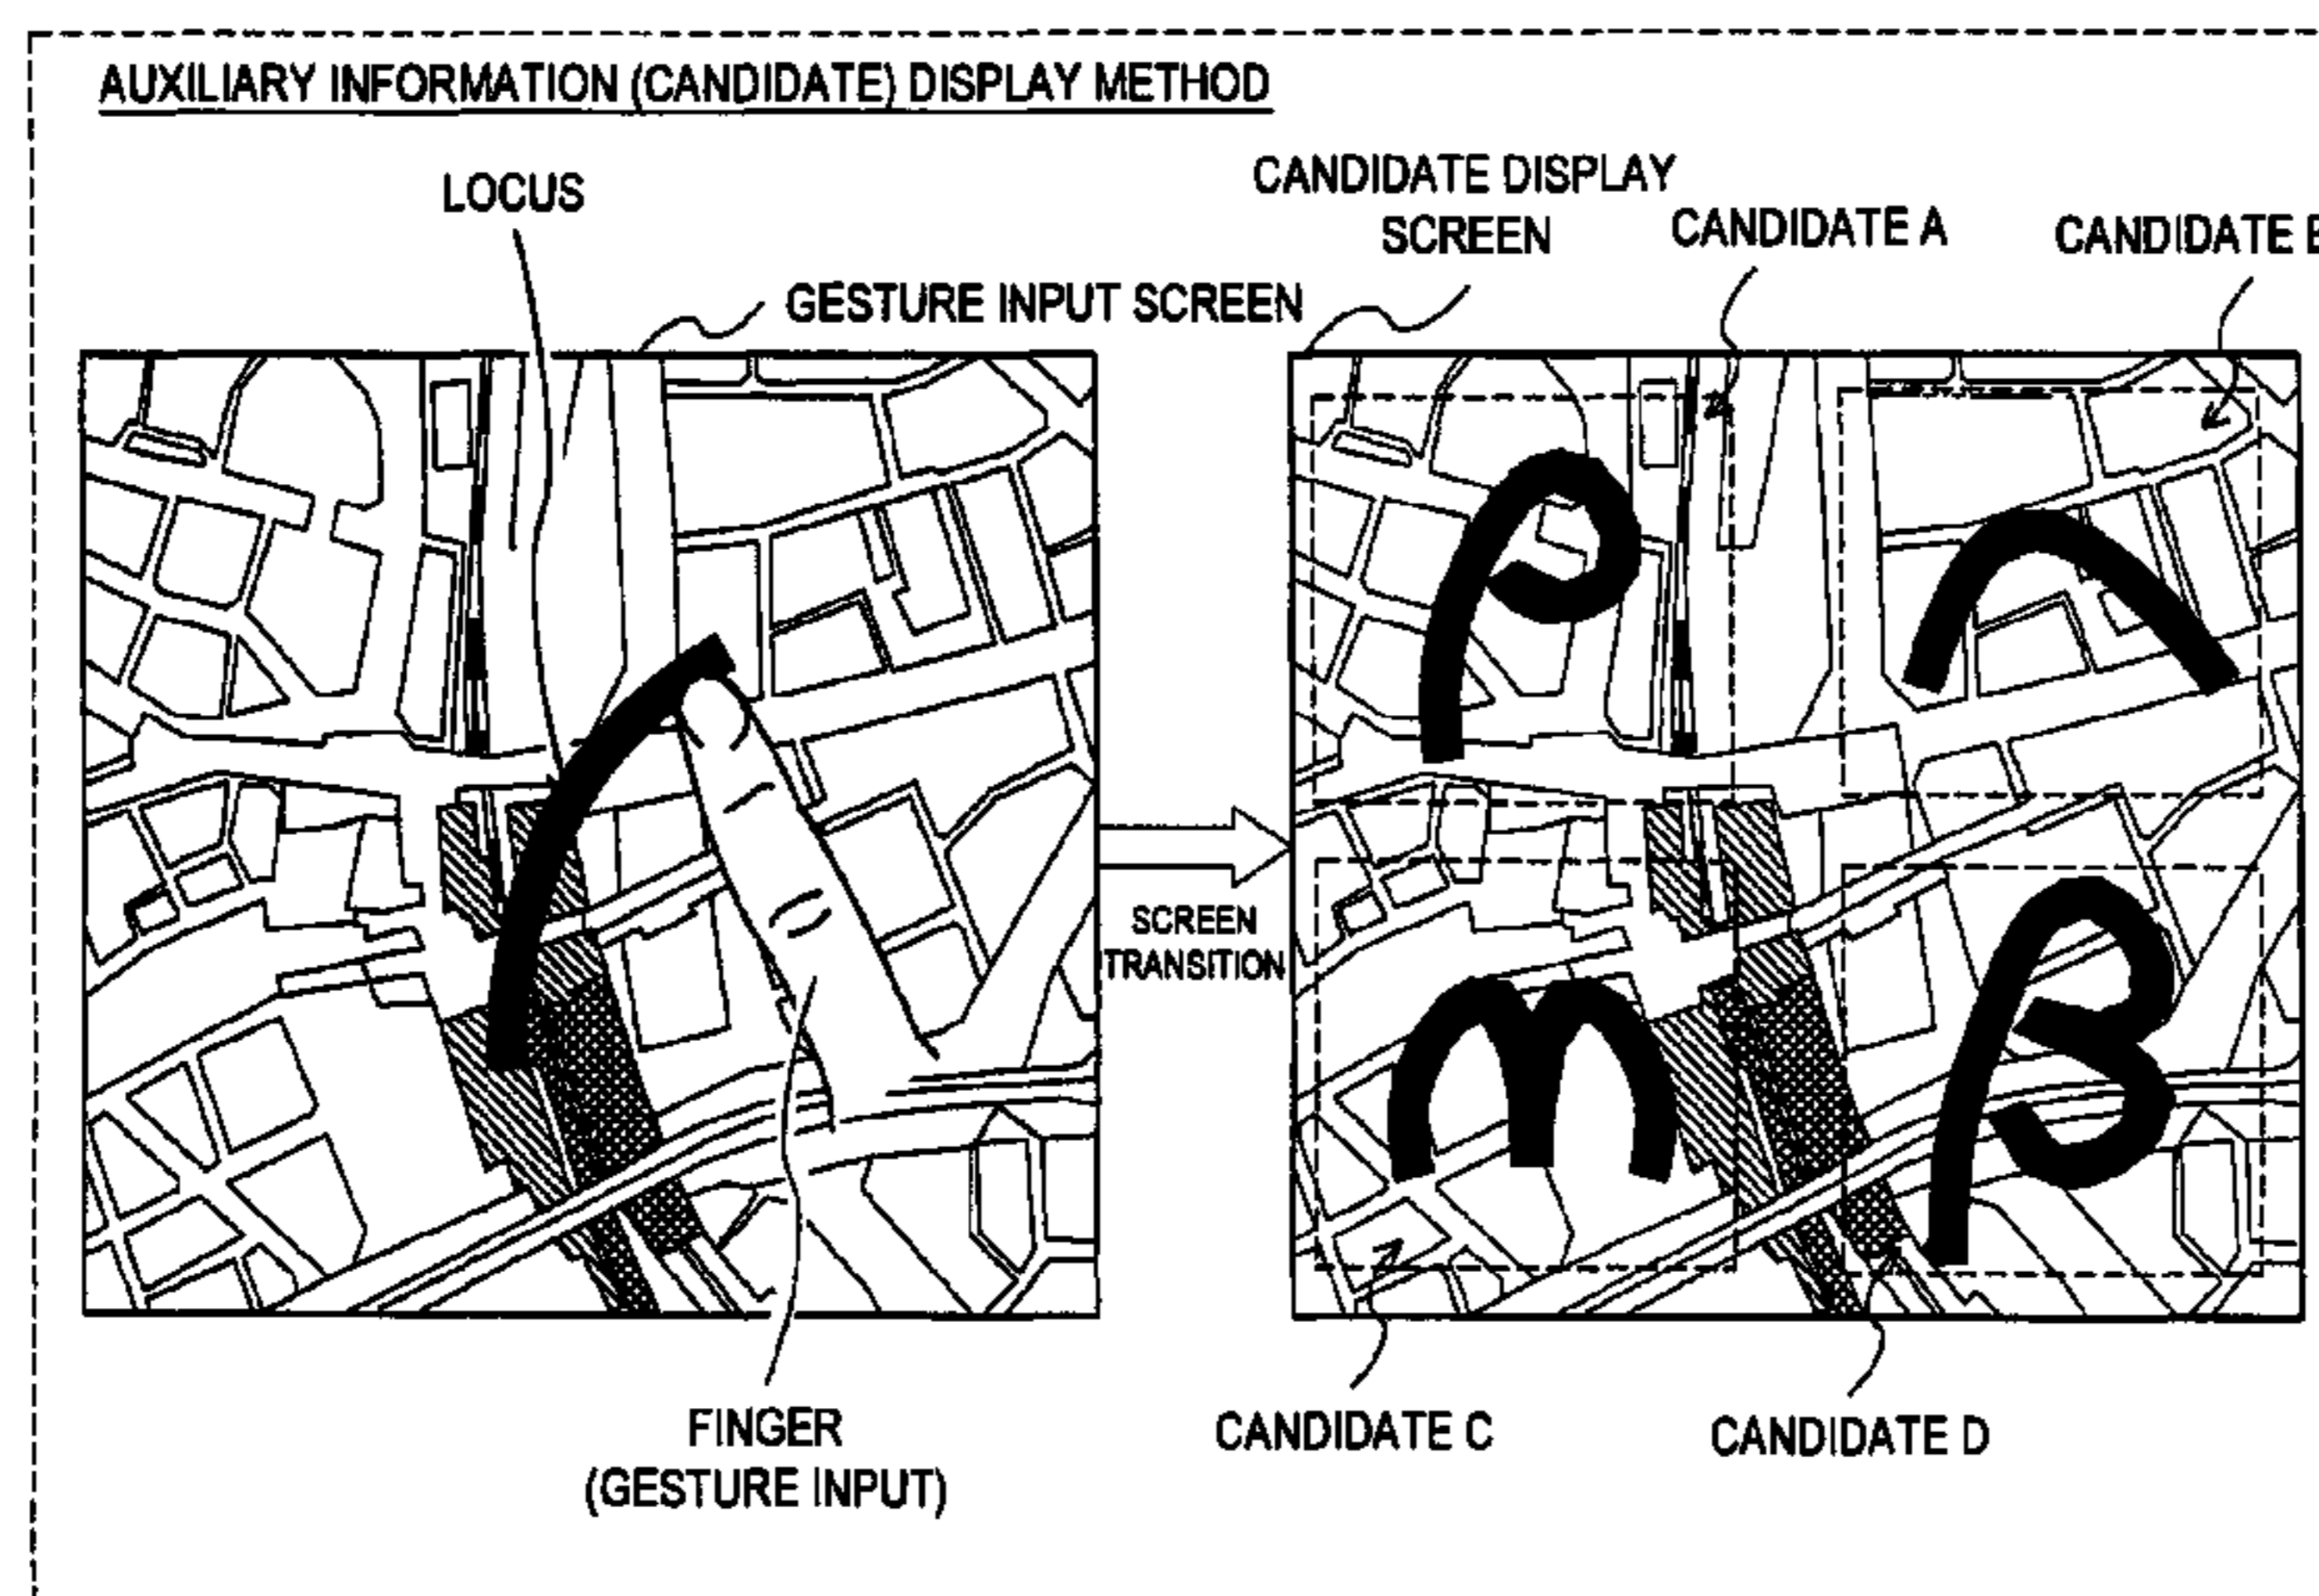 AUXILIARY INFORMATION (CANDIDATE) DISPLAY METHOD
LOCUS
GESTURE INPUT SCREEN
CANDIDATE DISPLAY
SCREEN
CANDIDATE A
CANDIDATE
SCREEN
TRANSITION
FINGER
(GESTURE INPUT)
CANDIDATE C
CANDIDATE D